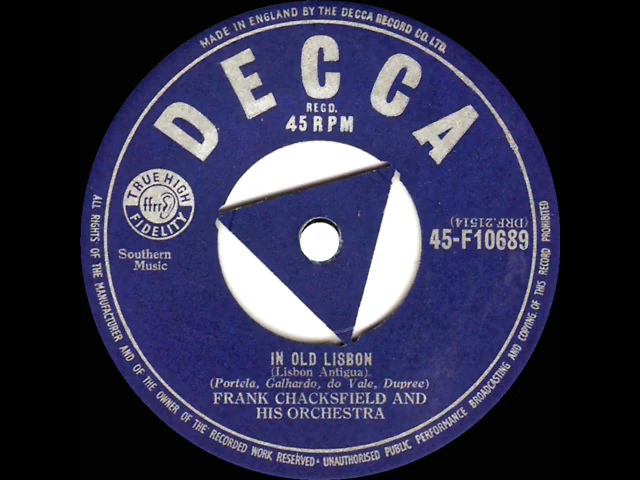 MADE IN ENGLAND BY THE DECCA RECORD CO. LTD.
DECCA
REGD.
45 RPM
TRUE HIGH
ffrr
FIDELITY
Southern
Music
(DRF.21514)
45-F10689
IN OLD LISBON
(Lisbon Antigua)
(Portela, Galhardo, do Vale, Dupree)
FRANK CHACKSFIELD AND
HIS ORCHESTRA
ALL RIGHTS OF THE MANUFACTURER AND OF THE OWNER OF THE RECORDED WORK RESERVED · UNAUTHORISED PUBLIC PERFORMANCE BROADCASTING AND COPYING OF THIS RECORD PROHIBITED